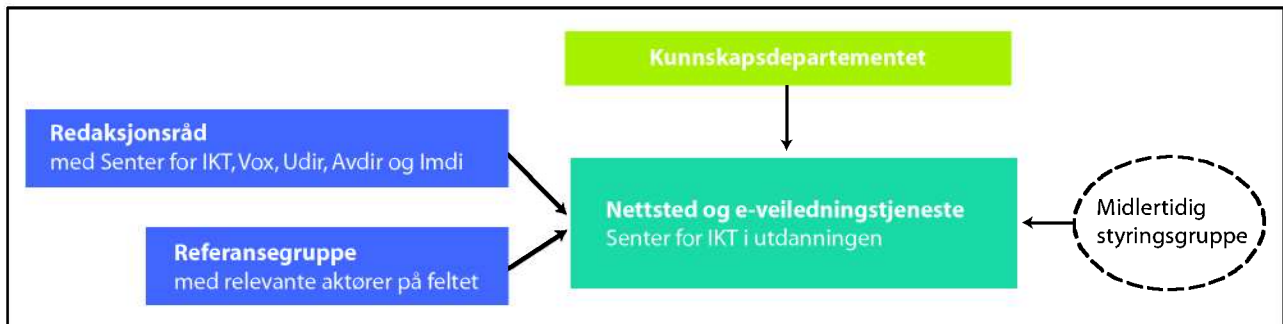 Kunnskapsdepartementet
Redaksjonsråd
med Senter for IKT, Vox, Udir, Avdir og Imdi
Nettsted og e-veiledningstjeneste
Senter for IKT i utdanningen
Midlertidig
styringsgruppe
Referansegruppe
med relevante aktører på feltet